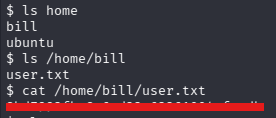 $ ls home
bill
ubuntu
$ ls /home/bill
user.txt
$ cat /home/bill/user.txt